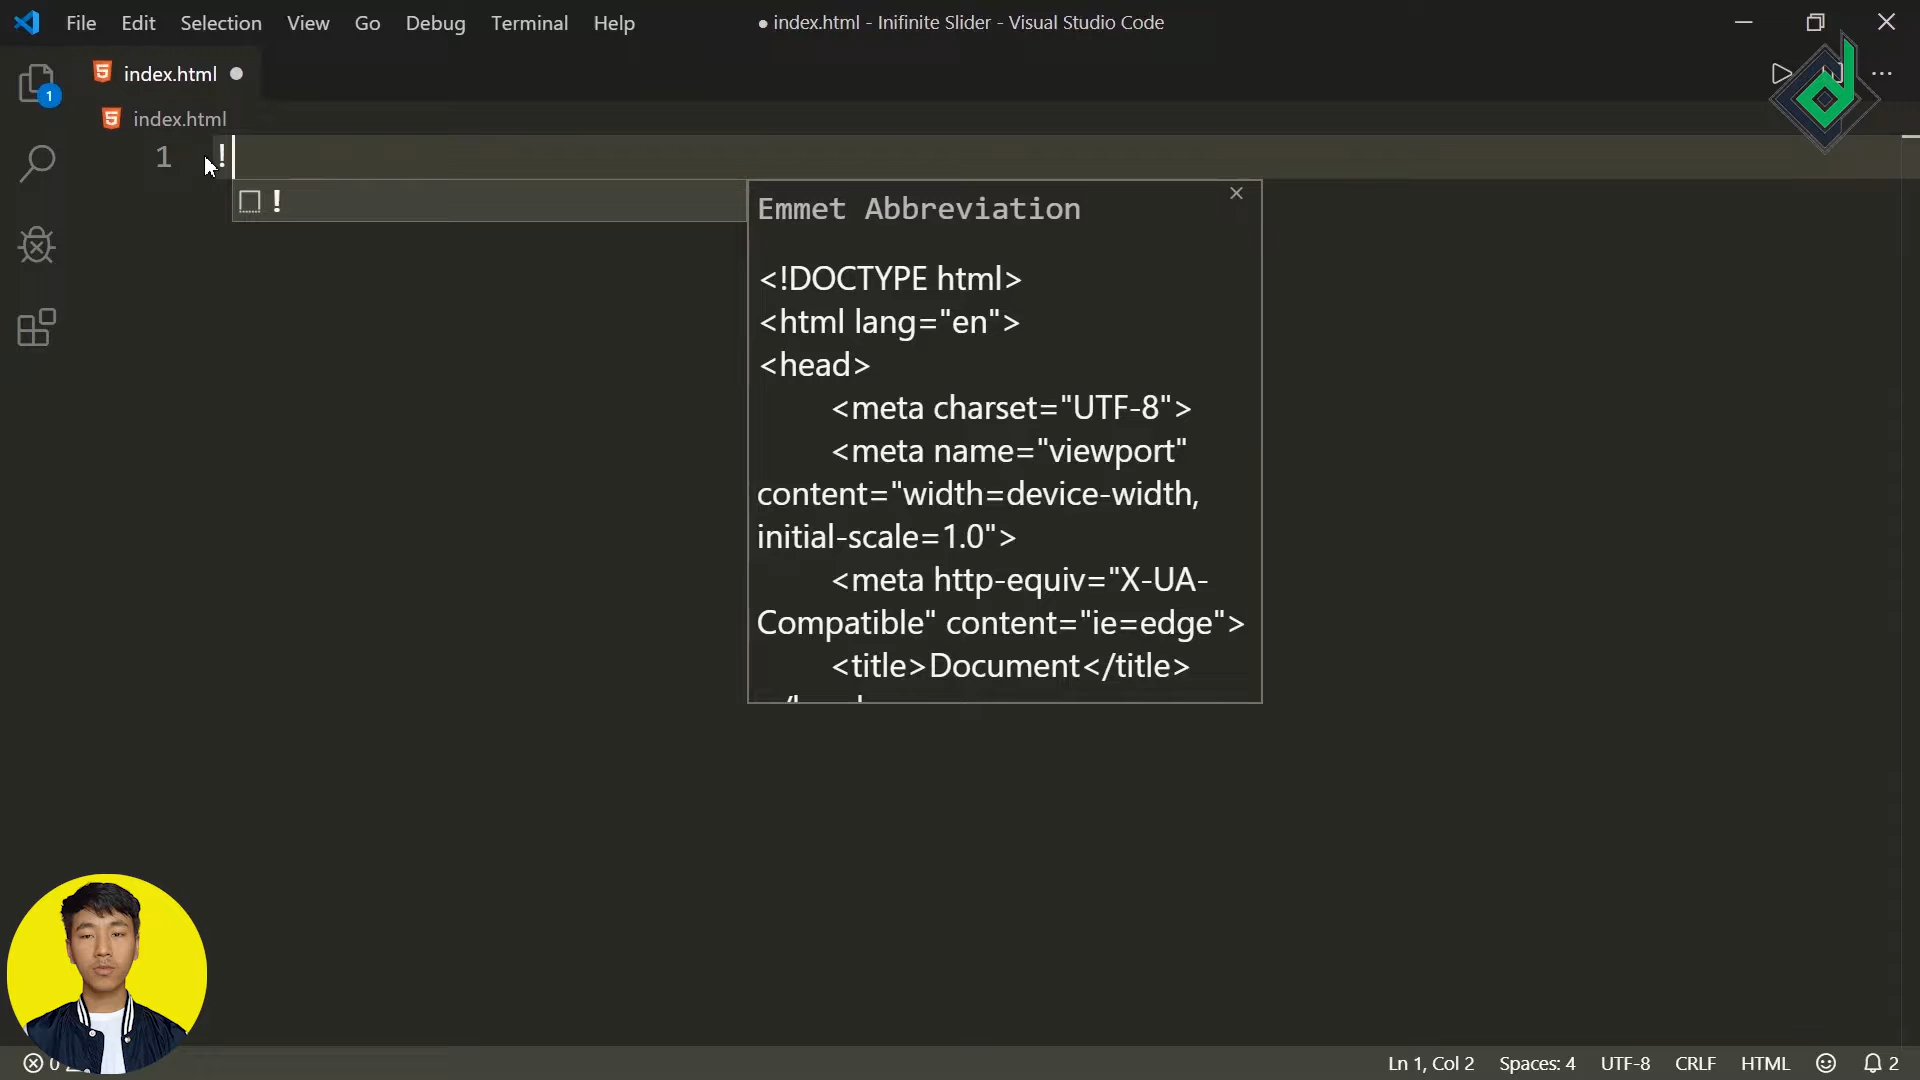 File Edit Selection View Go Debug Terminal Help
● index.html - Inifinite Slider - Visual Studio Code
index.html ●
1
index.html
1 !
!
Emmet Abbreviation
<!DOCTYPE html>
<html lang="en">
<head>
<meta charset="UTF-8">
<meta name="viewport"
content="width=device-width,
initial-scale=1.0">
<meta http-equiv="X-UA-
Compatible" content="ie=edge">
<title>Document</title>
0
Ln 1, Col 2 Spaces: 4 UTF-8 CRLF HTML 2